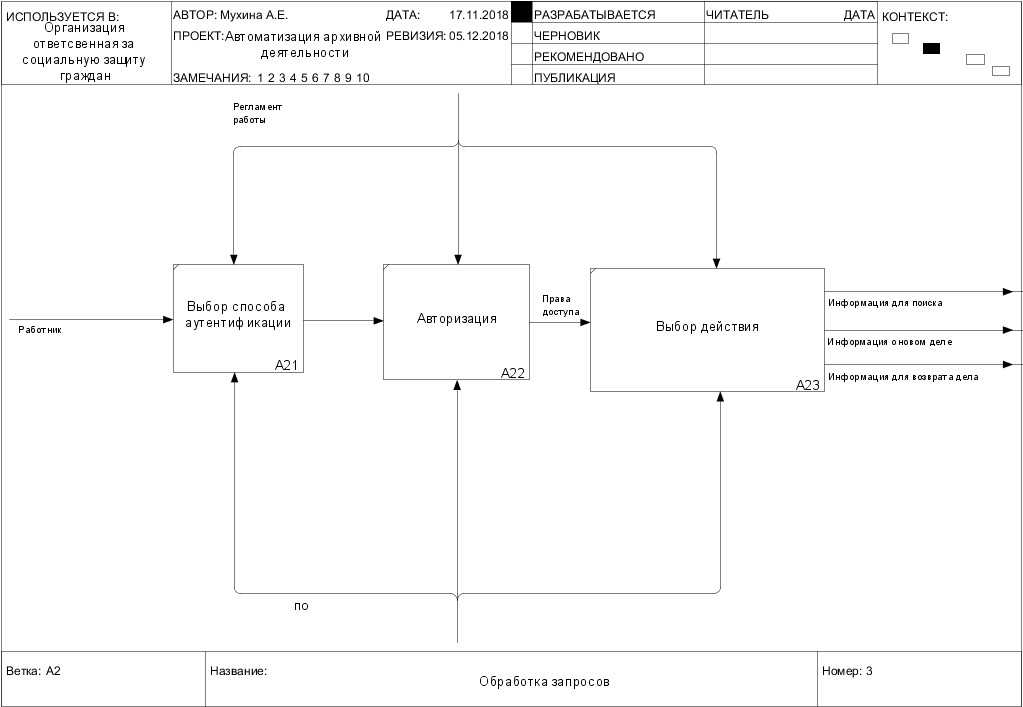 ИСПОЛЬЗУЕТСЯ В:
Организация
ответсвенная за
социальную защиту
граждан
АВТОР: Мухина А.Е.
ДАТА: 17.11.2018
ПРОЕКТ:Автоматизация архивной
деятельности
РЕВИЗИЯ: 05.12.2018
ЗАМЕЧАНИЯ: 1 2 3 4 5 6 7 8 9 10
РАЗРАБАТЫВАЕТСЯ
ЧЕРНОВИК
РЕКОМЕНДОВАНО
ПУБЛИКАЦИЯ
ЧИТАТЕЛЬ ДАТА
КОНТЕКСТ:
Регламент
работы
Работник
Выбор способа
аутентификации
A21
Авторизация
A22
Права
доступа
Выбор действия
A23
Информация для поиска
Информация о новом деле
Информация для возврата дела
ПО
Ветка: A2
Название:
Обработка запросов
Номер: 3